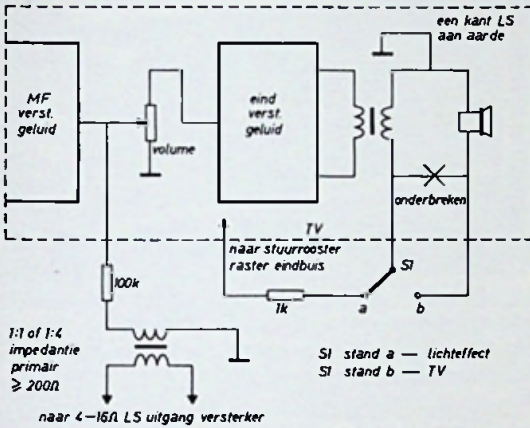 een kant LS
aan aarde
MF
verst.
geluid
eind
verst.
geluid
volume
onderbreken
TV
naar stuurrooster
raster eindbuis
S1
100k
1k
a
b
1:1 of 1:4
impedantie
primair
≥ 200Ω
S1 stand a — lichteffect
S1 stand b — TV
naar 4–16Ω LS uitgang versterker